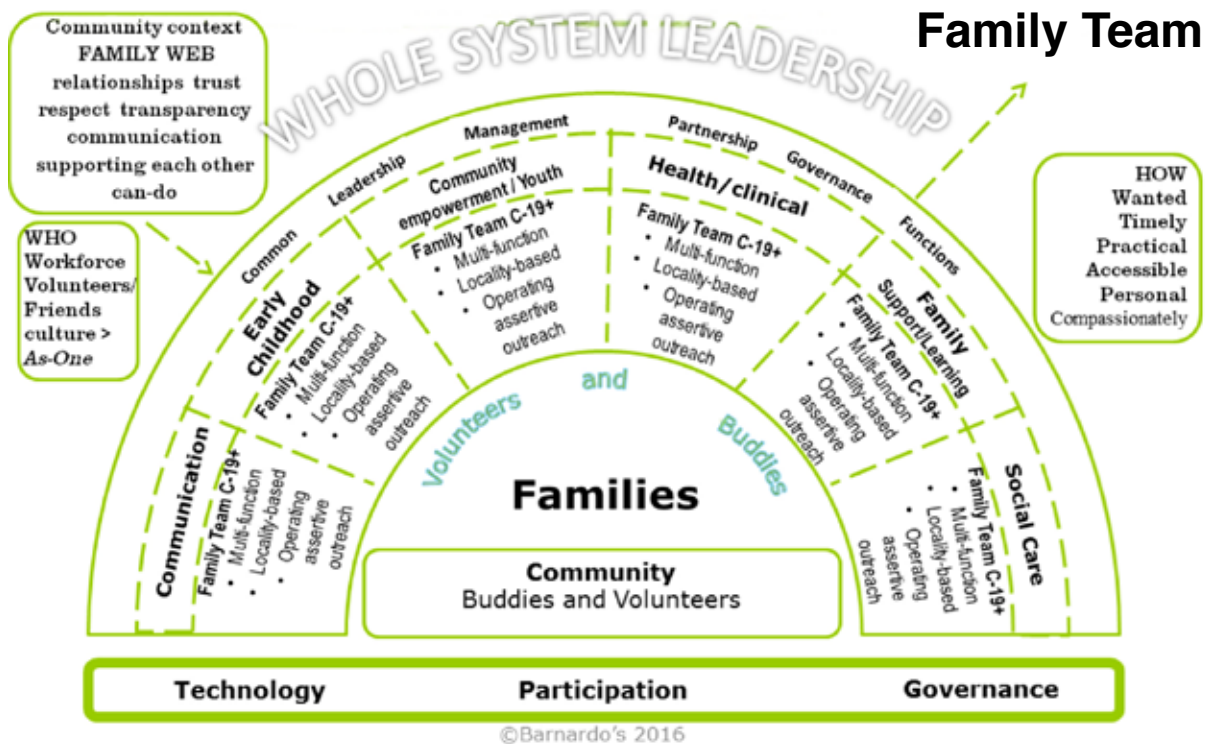 Family Team
WHOLE SYSTEM LEADERSHIP
Community context
FAMILY WEB
relationships trust
respect transparency
communication
supporting each other
can-do
WHO
Workforce
Volunteers/
Friends
culture >
As-One
HOW
Wanted
Timely
Practical
Accessible
Personal
Compassionately
Common Leadership Management Partnership Governance Functions
Communication
Family Team C-19+
• Multi-function
• Locality-based
• Operating
assertive
outreach
Early
Childhood
Family Team C-19+
• Multi-function
• Locality-based
• Operating
assertive
outreach
Community
empowerment / Youth
Family Team C-19+
• Multi-function
• Locality-based
• Operating
assertive
outreach
Health/clinical
Family Team C-19+
• Multi-function
• Locality-based
• Operating
assertive
outreach
Family
Support/Learning
Family Team C-19+
• Multi-function
• Locality-based
• Operating
assertive
outreach
Social Care
Family Team C-19+
• Multi-function
• Locality-based
• Operating
assertive
outreach
Volunteers and Buddies
Families
Community
Buddies and Volunteers
Technology Participation Governance
©Barnardo's 2016